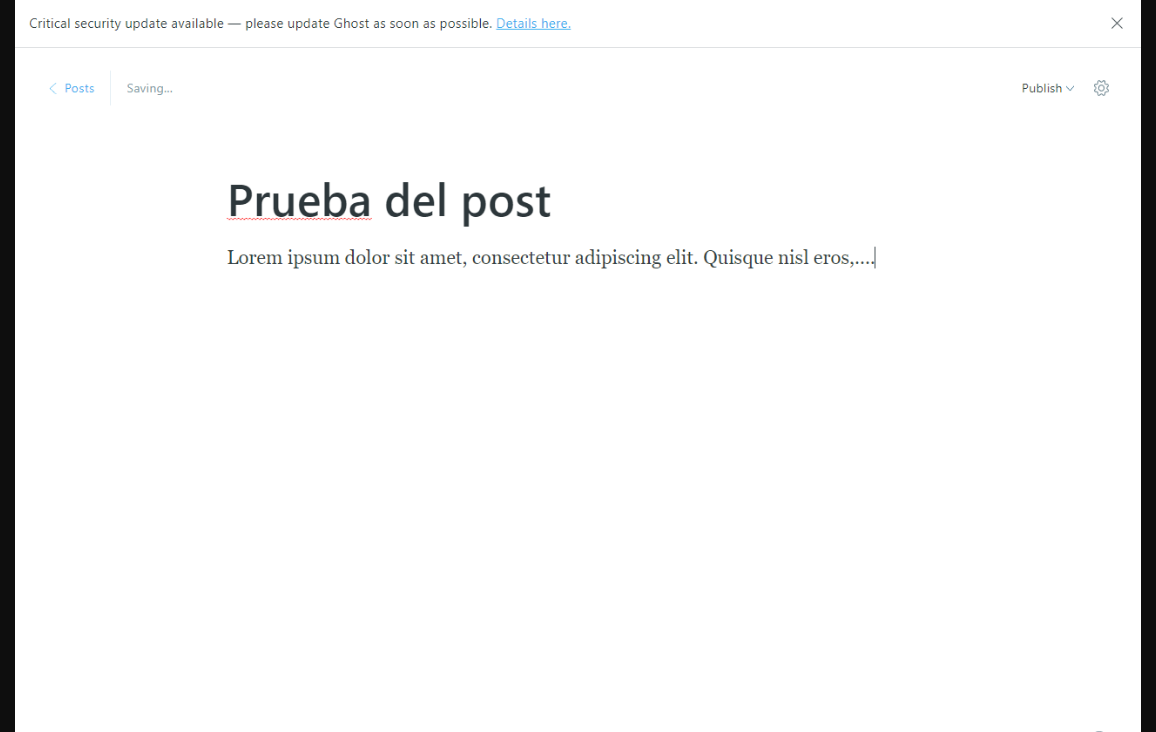 Critical security update available — please update Ghost as soon as possible. Details here.
Posts
Saving...
Publish
Prueba del post
Lorem ipsum dolor sit amet, consectetur adipiscing elit. Quisque nisl eros,....